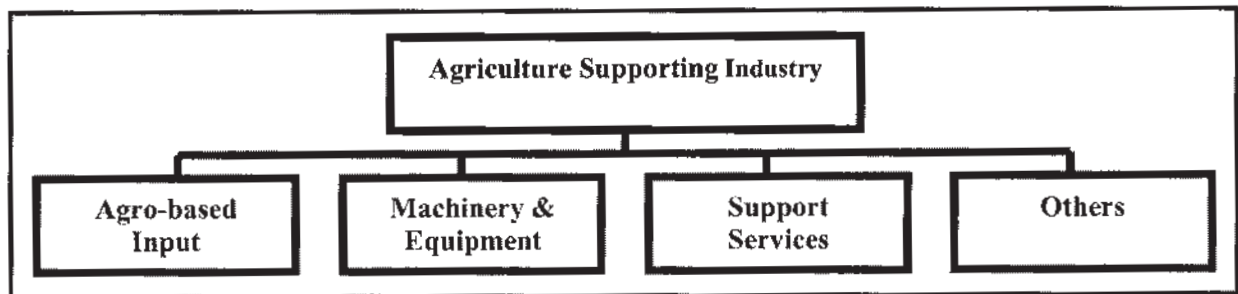 Agriculture Supporting Industry
Agro-based
Input
Machinery &
Equipment
Support
Services
Others